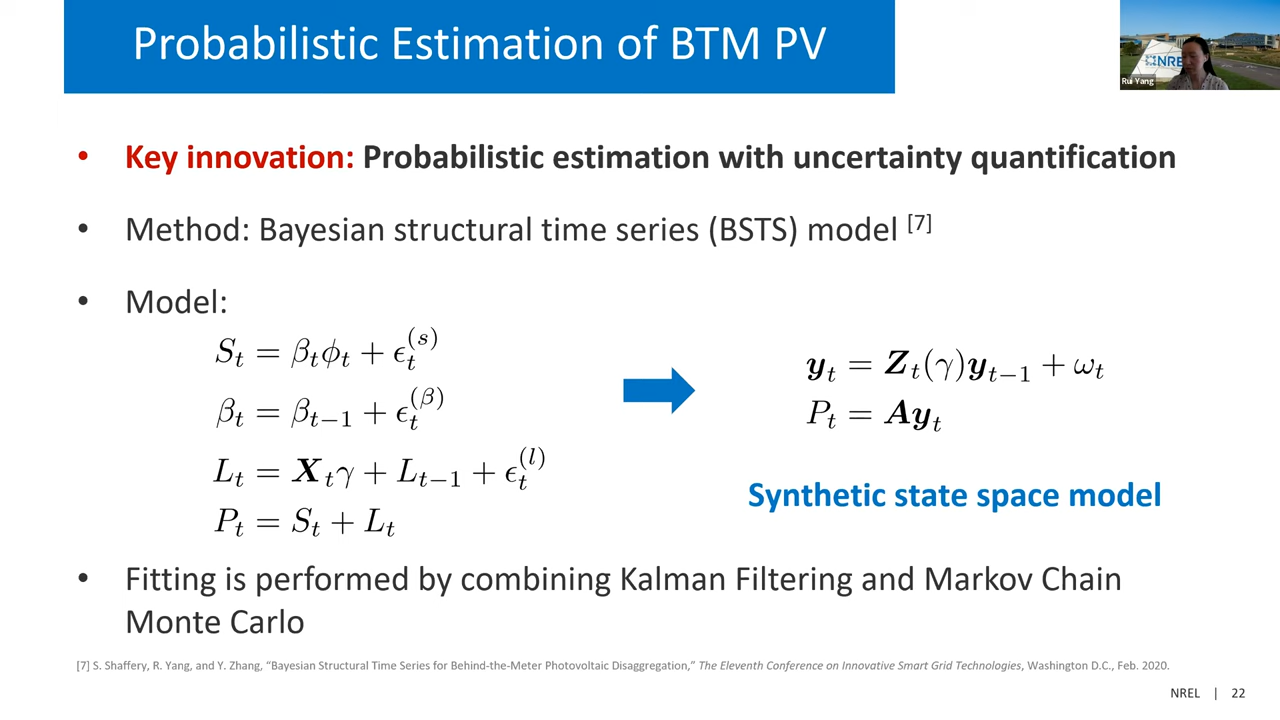 Probabilistic Estimation of BTM PV
NREL
Rui Yang
• Key innovation: Probabilistic estimation with uncertainty quantification
• Method: Bayesian structural time series (BSTS) model [7]
• Model:
S_t = β_t ϕ_t + ϵ_t^(s)
β_t = β_{t−1} + ϵ_t^(β)
L_t = X_t γ + L_{t−1} + ϵ_t^(l)
P_t = S_t + L_t
y_t = Z_t(γ)y_{t−1} + ω_t
P_t = Ay_t
Synthetic state space model
• Fitting is performed by combining Kalman Filtering and Markov Chain
Monte Carlo
[7] S. Shaffery, R. Yang, and Y. Zhang, “Bayesian Structural Time Series for Behind-the-Meter Photovoltaic Disaggregation,” The Eleventh Conference on Innovative Smart Grid Technologies, Washington D.C., Feb. 2020.
NREL | 22